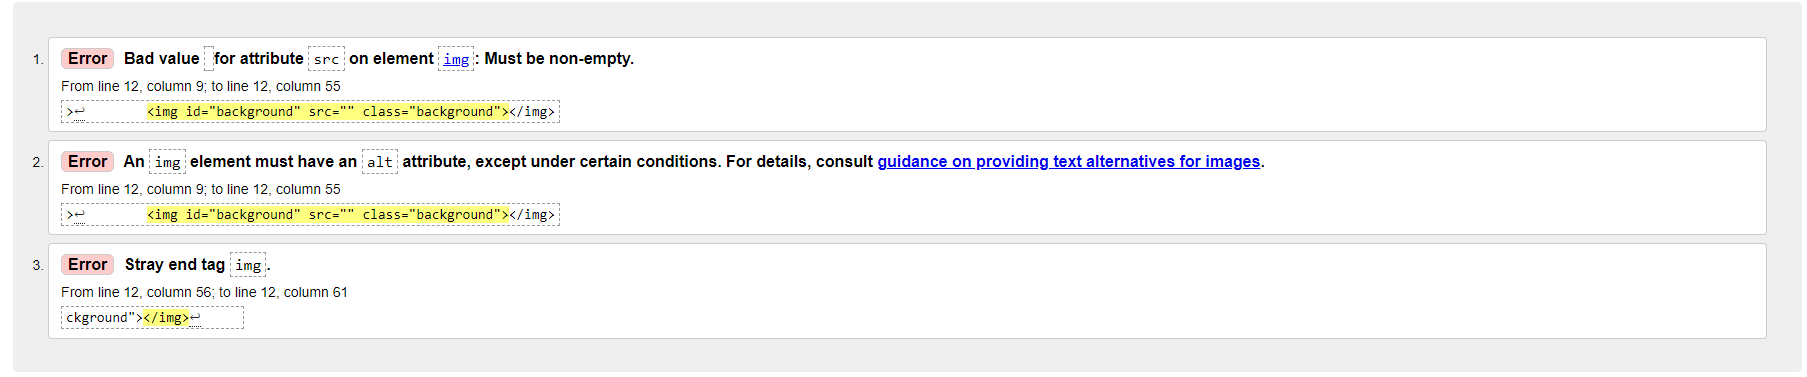 1. Error Bad value for attribute src on element img: Must be non-empty.
From line 12, column 9; to line 12, column 55
>↩ <img id="background" src="" class="background"></img>
2. Error An img element must have an alt attribute, except under certain conditions. For details, consult guidance on providing text alternatives for images.
From line 12, column 9; to line 12, column 55
>↩ <img id="background" src="" class="background"></img>
3. Error Stray end tag img.
From line 12, column 56; to line 12, column 61
ckground"></img>↩